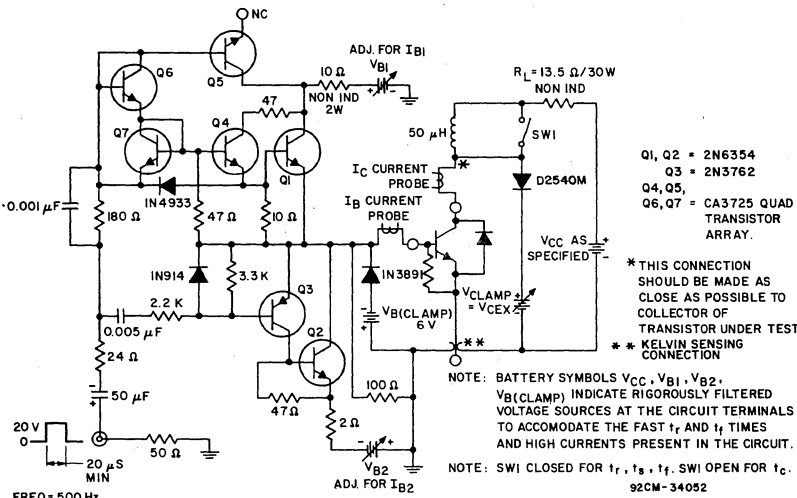 NC
ADJ. FOR IB1
VB1
+ -
Q6
Q5
10 Ω
NON IND
2W
RL = 13.5 Ω/30W
NON IND
47
Q7
Q4
Q1
50 μH
SW1
*
IC CURRENT
PROBE
D2540M
Q1, Q2 = 2N6354
Q3 = 2N3762
Q4, Q5,
Q6, Q7 = CA3725 QUAD
TRANSISTOR
ARRAY.
1N4933
IB CURRENT
PROBE
0.001 μF
180 Ω
47 Ω
10 Ω
VCC AS
SPECIFIED
+
-
1N914
3.3 K
1N3891
* THIS CONNECTION
SHOULD BE MADE AS
CLOSE AS POSSIBLE TO
COLLECTOR OF
TRANSISTOR UNDER TEST
* * KELVIN SENSING
CONNECTION
Q3
2.2 K
0.005 μF
VB(CLAMP)
6 V
-
+
VCLAMP
= VCEX
+
-
* *
Q2
24 Ω
50 μF
-
+
47 Ω
100 Ω
2 Ω
NOTE: BATTERY SYMBOLS VCC, VB1, VB2,
VB(CLAMP) INDICATE RIGOROUSLY FILTERED
VOLTAGE SOURCES AT THE CIRCUIT TERMINALS
TO ACCOMODATE THE FAST tr AND tf TIMES
AND HIGH CURRENTS PRESENT IN THE CIRCUIT.
20 V
0
20 μS
MIN
50 Ω
- +
VB2
ADJ. FOR IB2
NOTE: SW1 CLOSED FOR tr, ts, tf. SW1 OPEN FOR tc.
92CM-34052
FREQ = 500 Hz